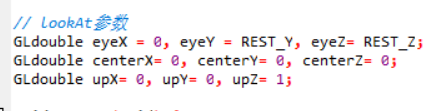 // lookAt参数
GLdouble eyeX = 0, eyeY = REST_Y, eyeZ= REST_Z;
GLdouble centerX= 0, centerY= 0, centerZ= 0;
GLdouble upX= 0, upY= 0, upZ= 1;